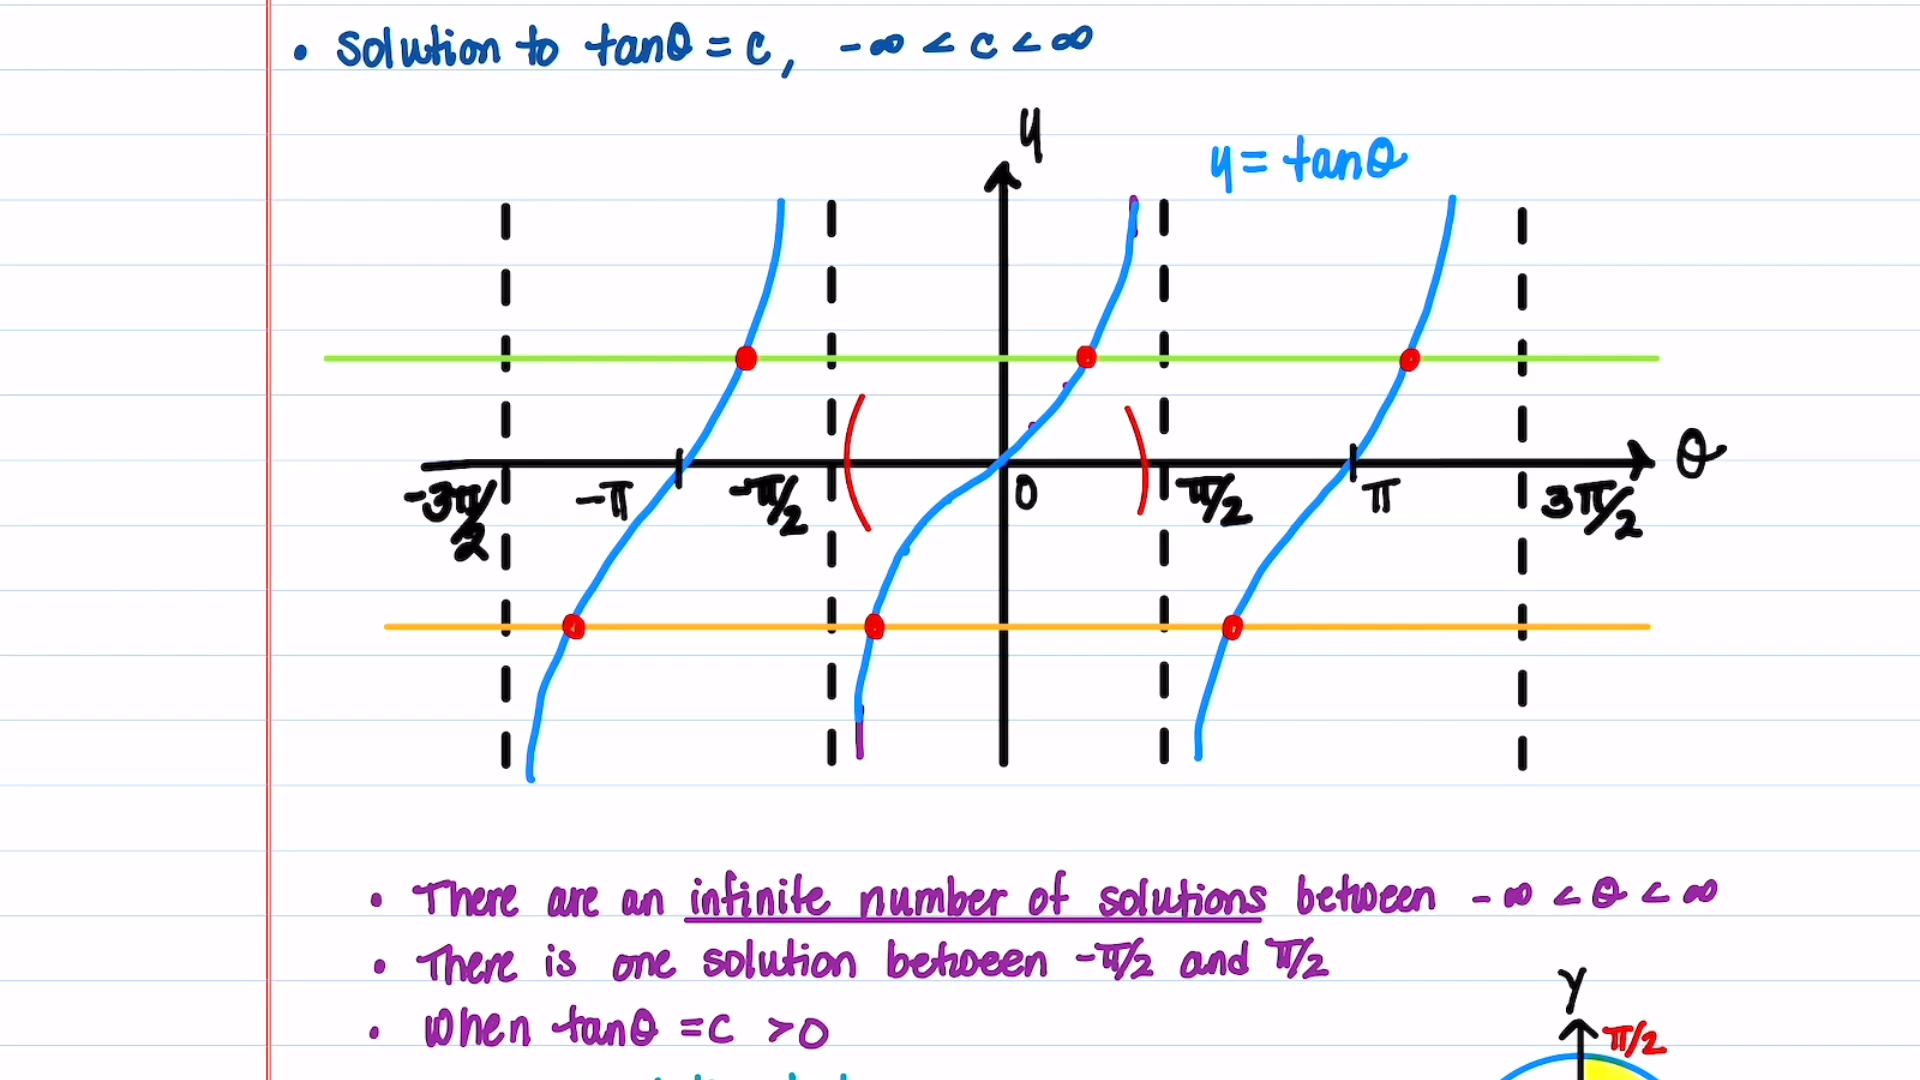 • Solution to tanθ = c, -∞ < c < ∞
y
y = tanθ
θ
-3π/2
-π
-π/2
0
π/2
π
3π/2
• There are an infinite number of solutions between -∞ < θ < ∞
• There is one solution between -π/2 and π/2
• When tanθ = c > 0
y
π/2